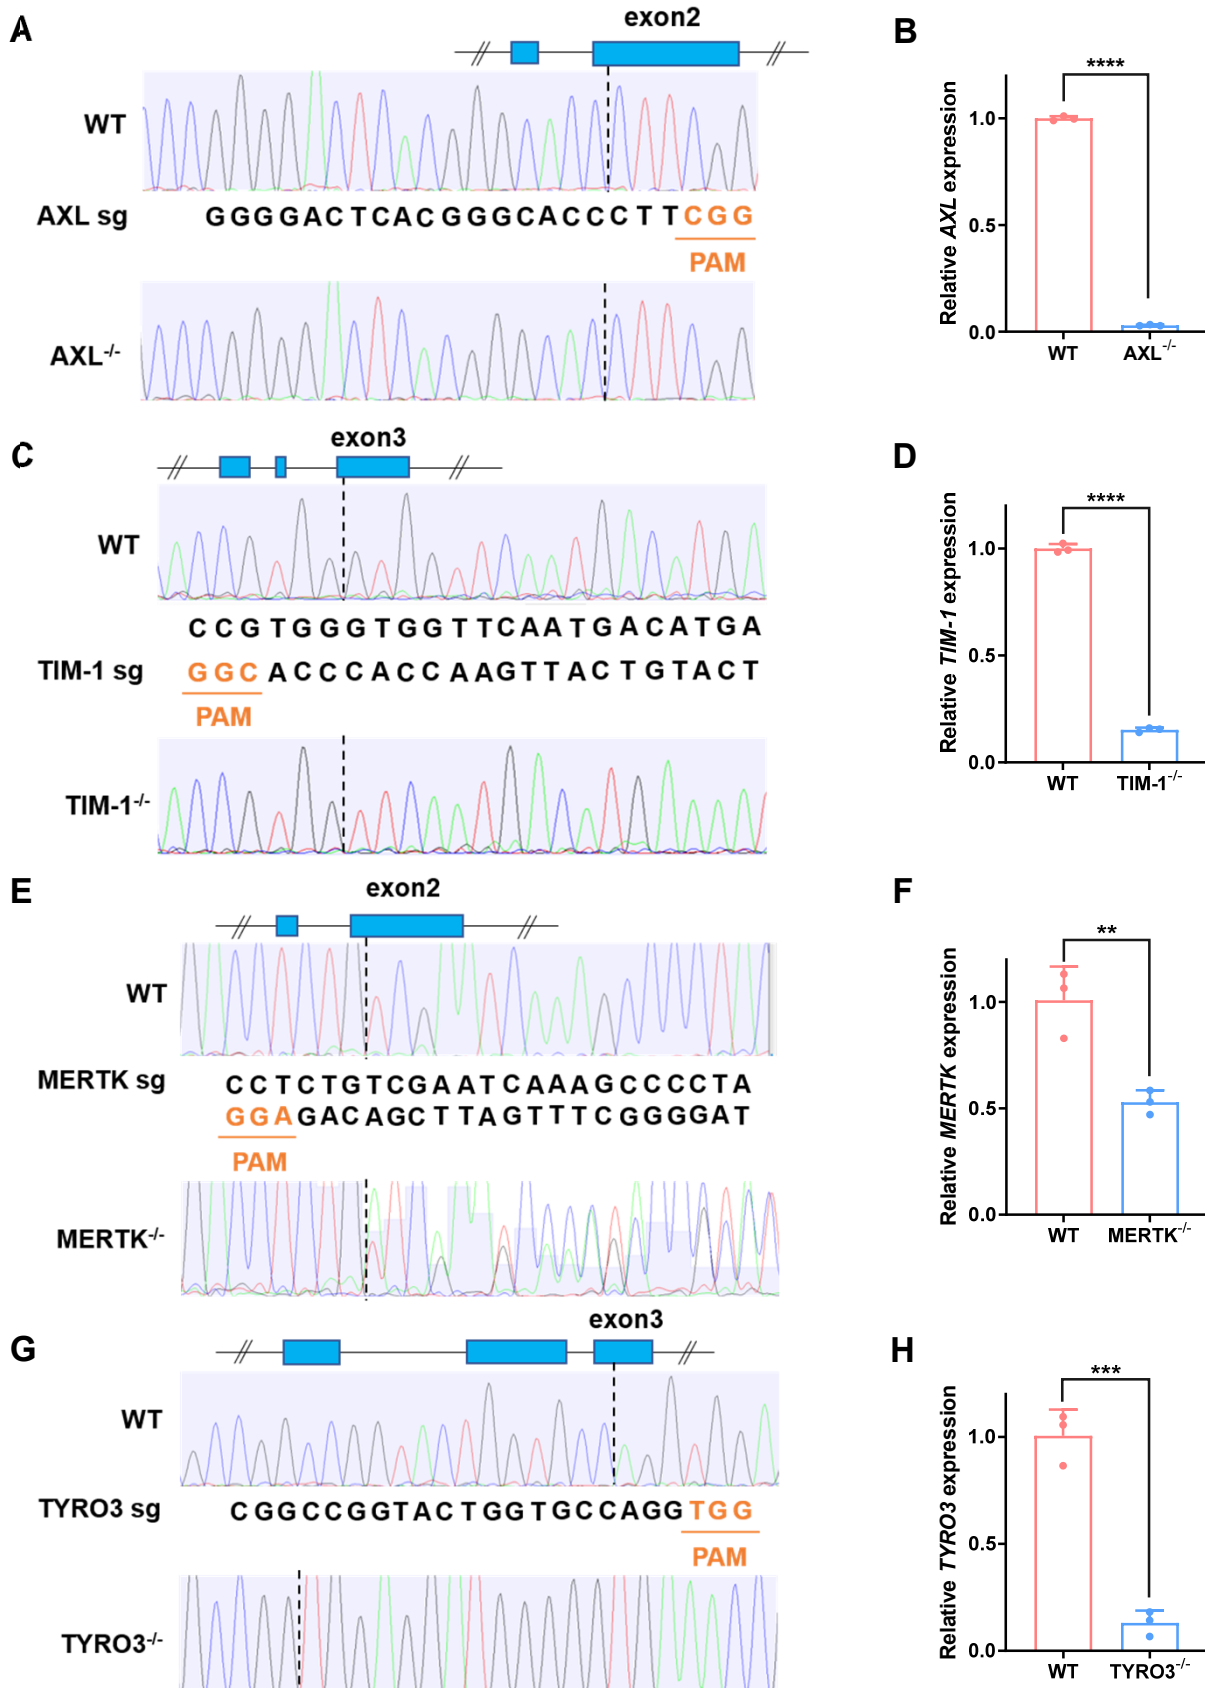 A
exon2
WT
AXL sg GGGGACTCACGGGCACCCTTCGG
PAM
AXL-/-
B
****
Relative AXL expression
1.0
0.5
0.0
WT AXL-/-
C
exon3
WT
CCGTGGGTGGTTCAATGACATGA
TIM-1 sg GGCACCCACCAAGTTACTGTACT
PAM
TIM-1-/-
D
****
Relative TIM-1 expression
1.0
0.5
0.0
WT TIM-1-/-
E
exon2
WT
MERTK sg CCTCTGTCGAATCAAAGCCCCTA
GGAGACAGCTTAGTTTCGGGGAT
PAM
MERTK-/-
F
**
Relative MERTK expression
1.0
0.5
0.0
WT MERTK-/-
G
exon3
WT
TYRO3 sg CGGCCGGTACTGGTGCCAGGTGG
PAM
TYRO3-/-
H
***
Relative TYRO3 expression
1.0
0.5
0.0
WT TYRO3-/-